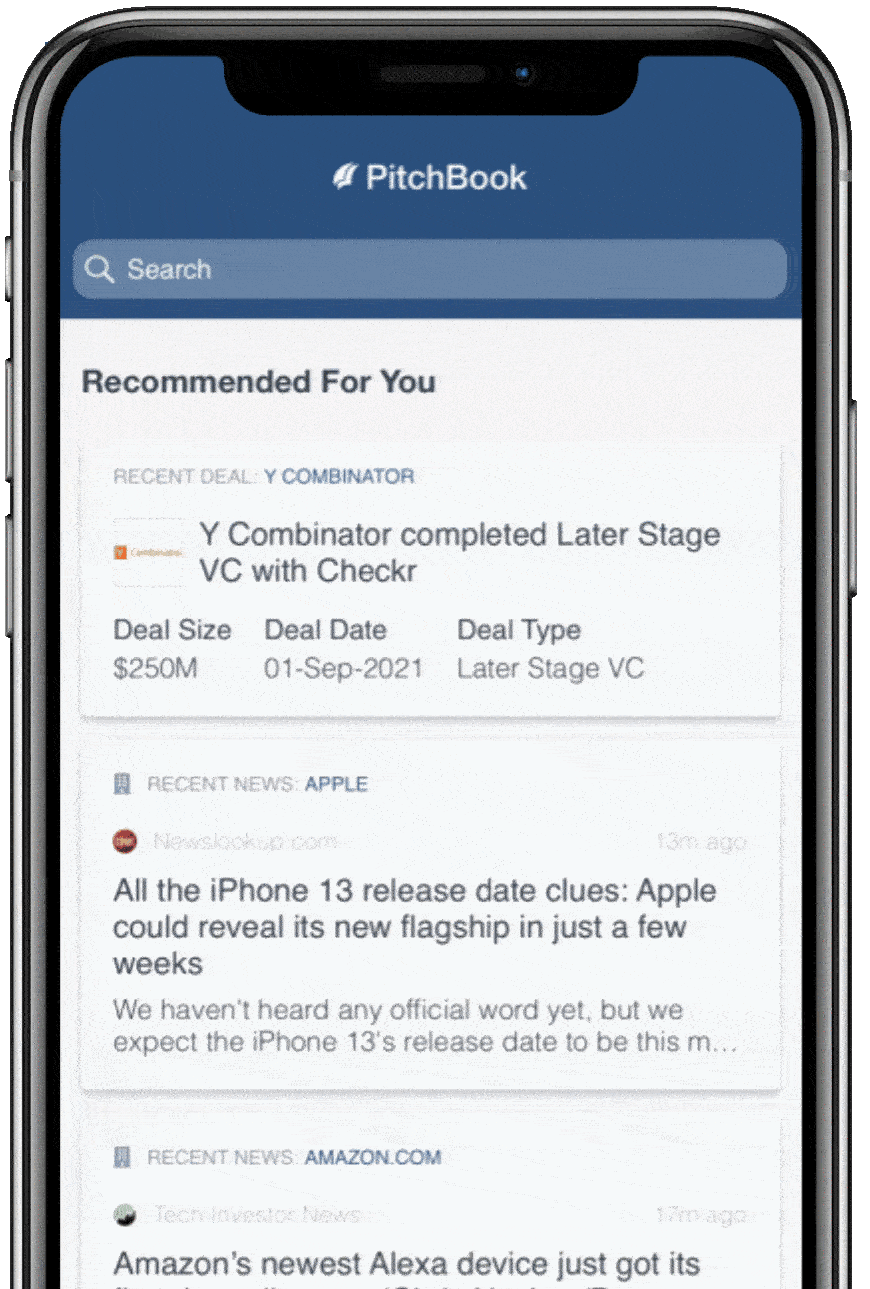 PitchBook
Search
Recommended For You
RECENT DEAL: Y COMBINATOR
Y Combinator
Y Combinator completed Later Stage
VC with Checkr
Deal Size Deal Date Deal Type
$250M 01-Sep-2021 Later Stage VC
RECENT NEWS: APPLE
Newslookup.com 13m ago
All the iPhone 13 release date clues: Apple
could reveal its new flagship in just a few
weeks
We haven't heard any official word yet, but we
expect the iPhone 13's release date to be this m...
RECENT NEWS: AMAZON.COM
Tech Investor News 17m ago
Amazon's newest Alexa device just got its